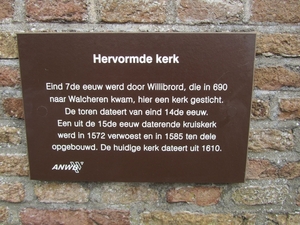 Hervormde kerk
Eind 7de eeuw werd door Willibrord, die in 690
naar Walcheren kwam, hier een kerk gesticht.
De toren dateert van eind 14de eeuw.
Een uit de 15de eeuw daterende kruiskerk
werd in 1572 verwoest en in 1585 ten dele
opgebouwd. De huidige kerk dateert uit 1610.
ANWB